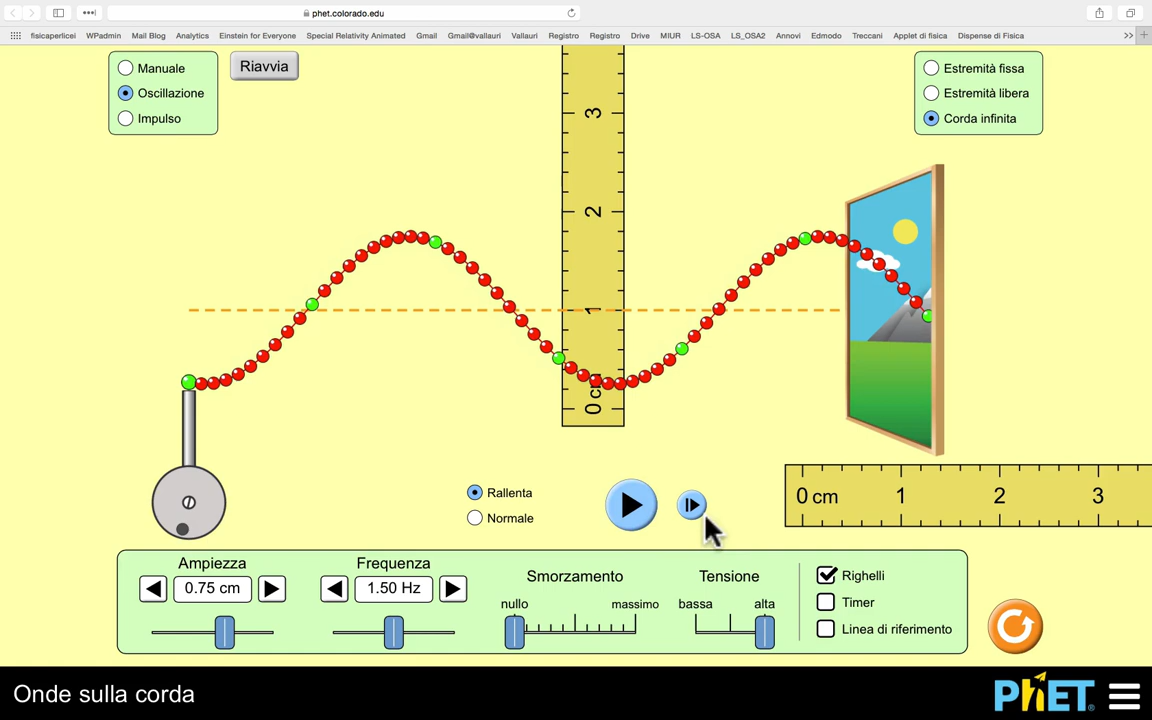 phet.colorado.edu
fisicaperlicei WPadmin Mail Blog Analytics Einstein for Everyone Special Relativity Animated Gmail Gmail@vallauri Vallauri Registro Registro Drive MIUR LS-OSA LS_OSA2 Annovi Edmodo Treccani Applet di fisica Dispense di Fisica >> +
Manuale
Oscillazione
Impulso
Riavvia
Estremità fissa
Estremità libera
Corda infinita
3
2
1
0 cm
0 cm 1 2 3
Rallenta
Normale
Ampiezza
0.75 cm
Frequenza
1.50 Hz
Smorzamento
nullo massimo
Tensione
bassa alta
Righelli
Timer
Linea di riferimento
Onde sulla corda
PhET